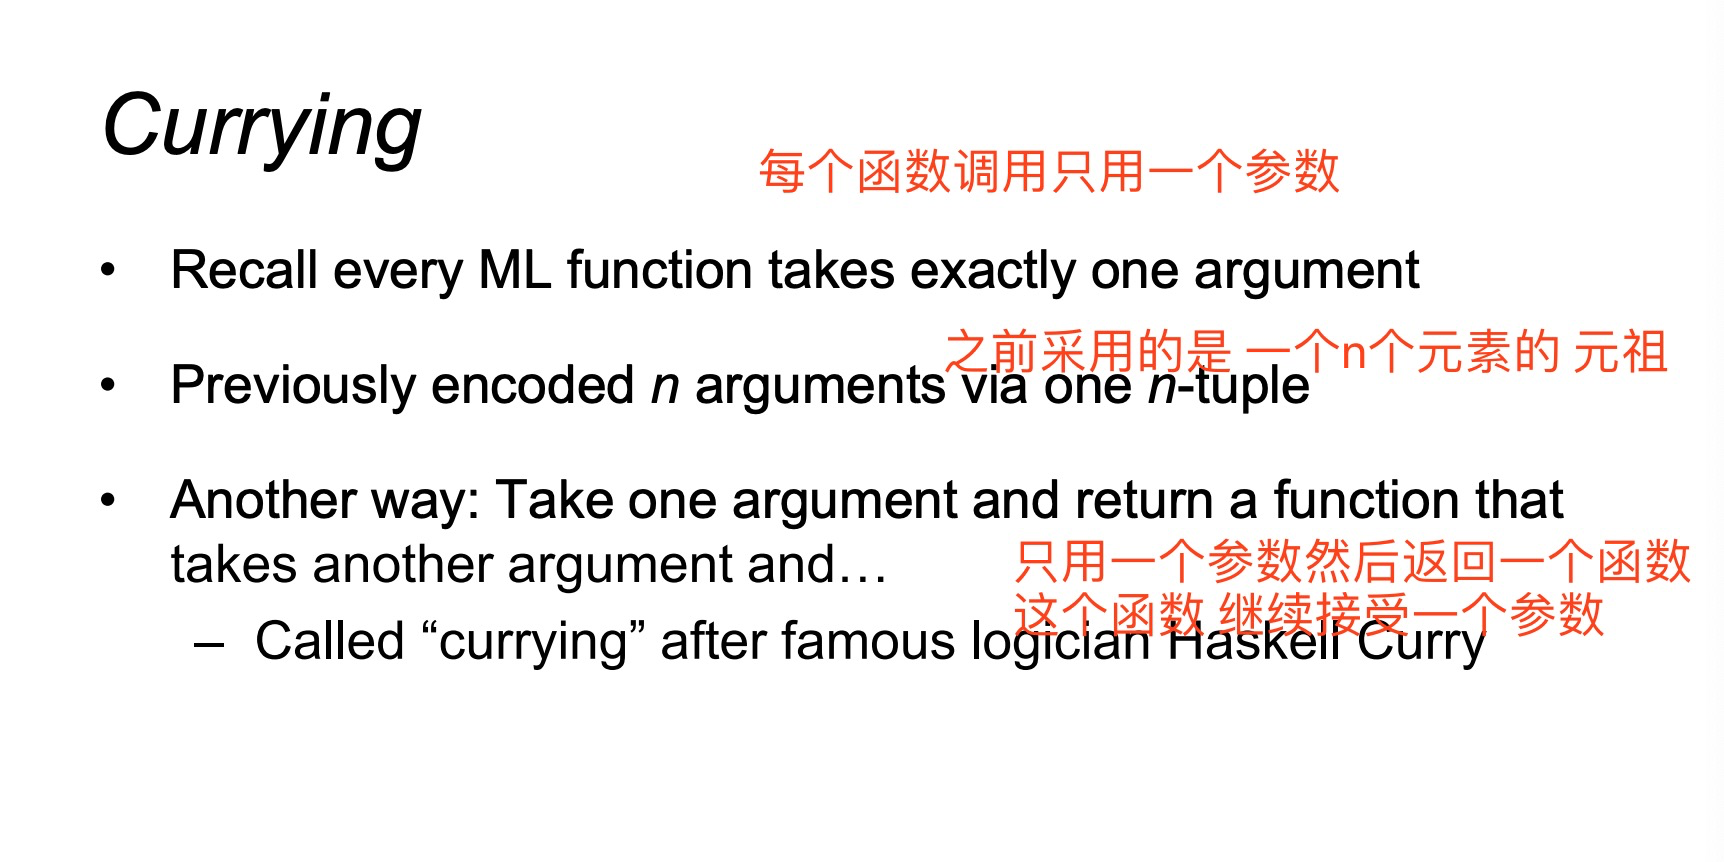 Currying
每个函数调用只用一个参数
• Recall every ML function takes exactly one argument
之前采用的是 一个n个元素的 元祖
• Previously encoded n arguments via one n-tuple
• Another way: Take one argument and return a function that
takes another argument and…
只用一个参数然后返回一个函数
这个函数 继续接受一个参数
– Called “currying” after famous logician Haskell Curry